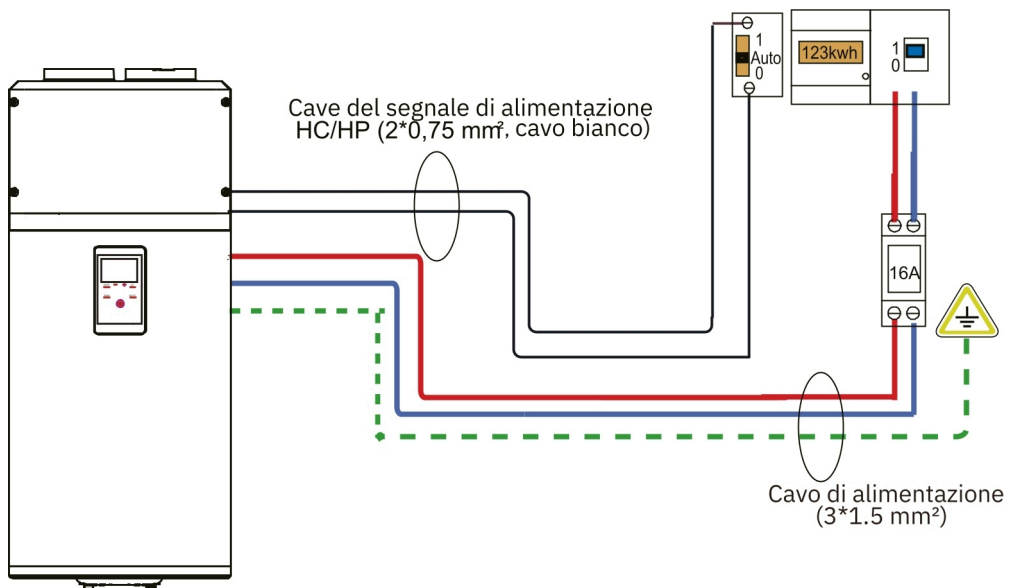 1
Auto
0
123kwh
1
0
Cave del segnale di alimentazione
HC/HP (2*0,75 mm², cavo bianco)
16A
Cavo di alimentazione
(3*1.5 mm²)